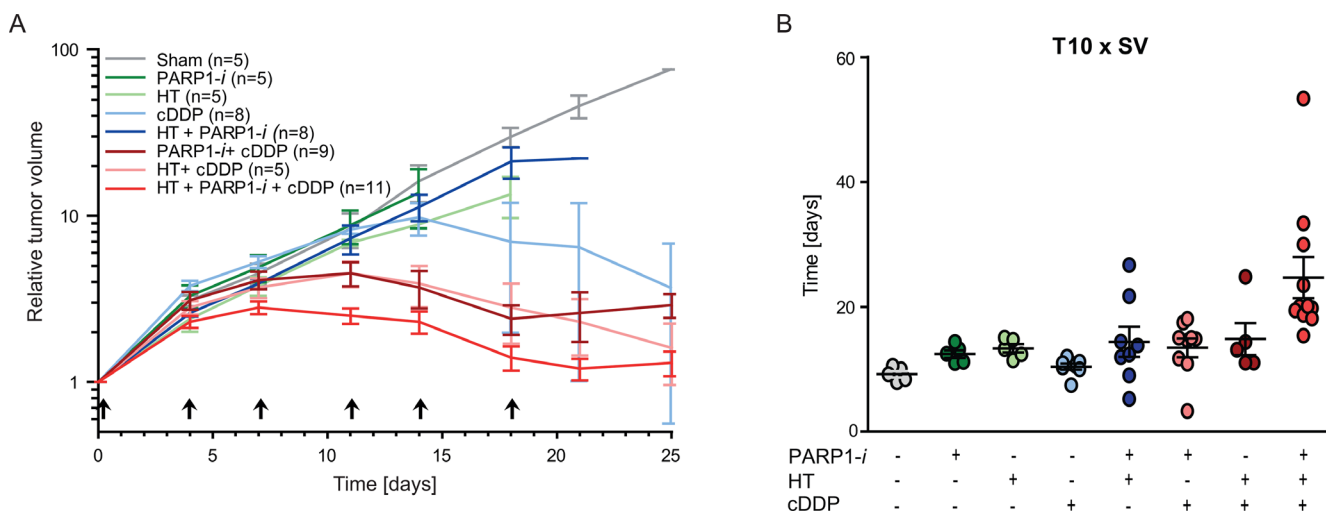 A
Relative tumor volume
100
10
1
Sham (n=5)
PARP1-i (n=5)
HT (n=5)
cDDP (n=8)
HT + PARP1-i (n=8)
PARP1-i+ cDDP (n=9)
HT+ cDDP (n=5)
HT + PARP1-i + cDDP (n=11)
0 5 10 15 20 25
Time [days]
B
T10 x SV
Time [days]
60
40
20
0
PARP1-i - + - - + + - +
HT - - + - + - + +
cDDP - - - + - + + +